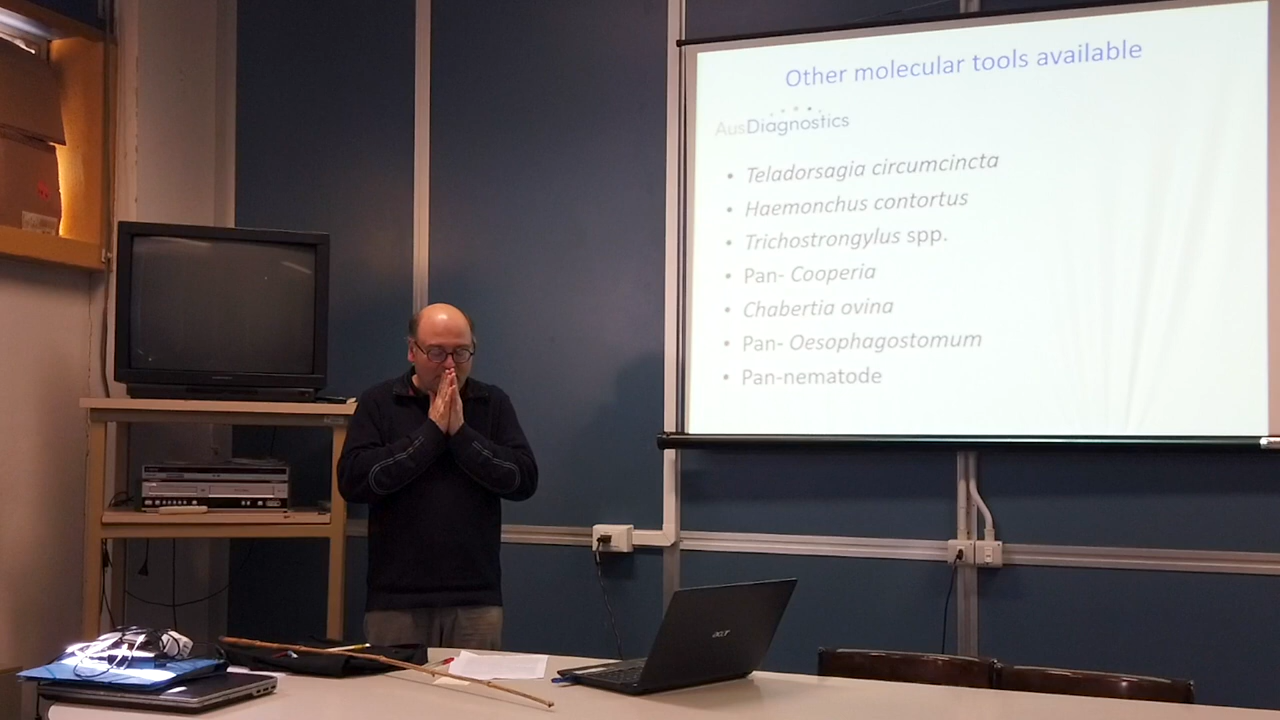 Other molecular tools available
AusDiagnostics
• Teladorsagia circumcincta
• Haemonchus contortus
• Trichostrongylus spp.
• Pan- Cooperia
• Chabertia ovina
• Pan- Oesophagostomum
• Pan-nematode
acer